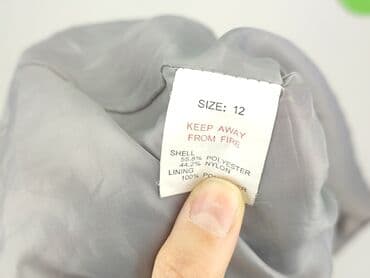 SIZE: 12
KEEP AWAY
FROM FIRE
SHELL
55.8% POLYESTER
44.2% NYLON
LINING
100%